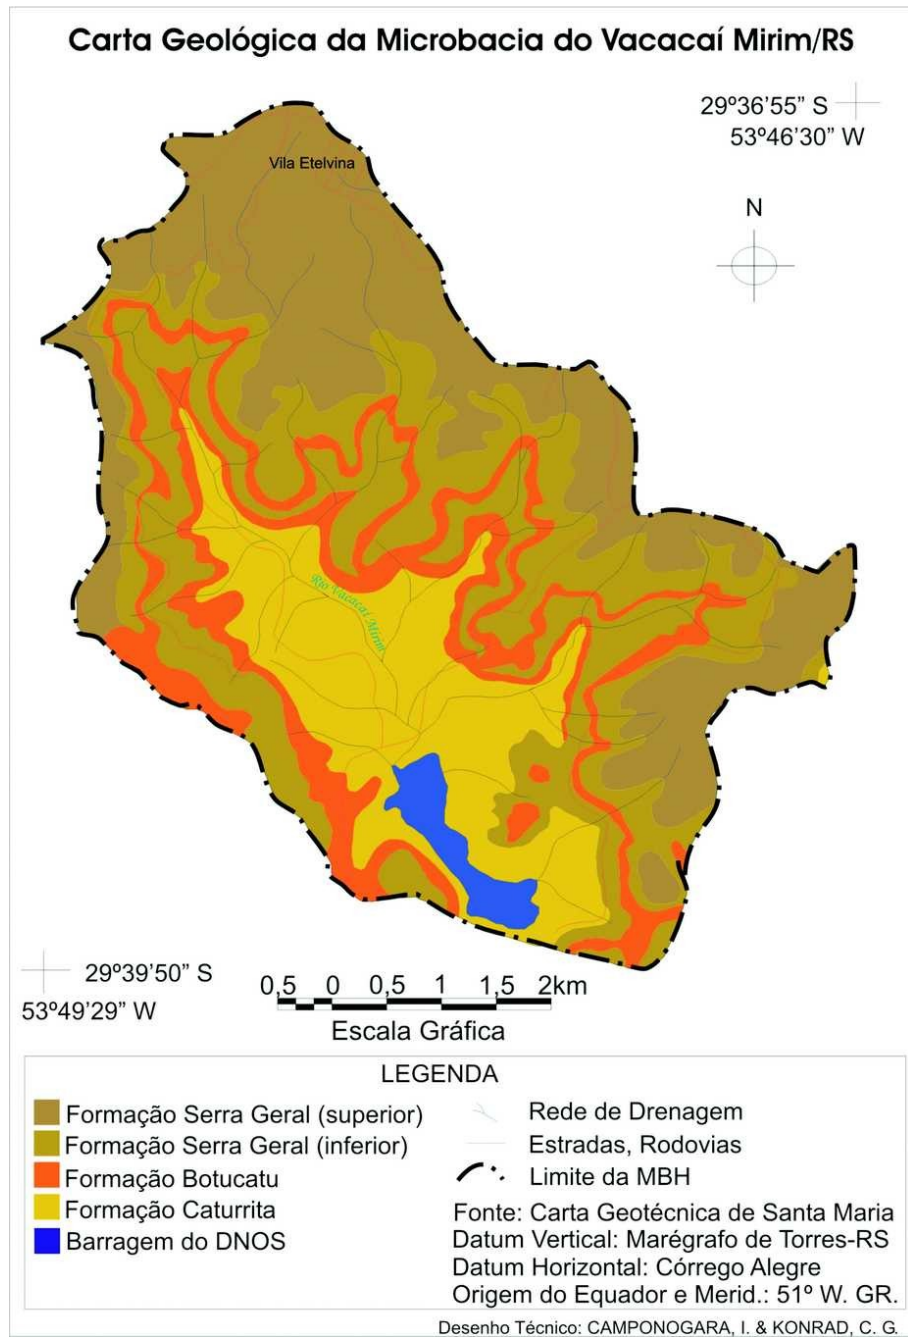 Carta Geológica da Microbacia do Vacacaí Mirim/RS
29º36’55” S
53º46’30” W
Vila Etelvina
N
Rio Vacacaí Mirim
29º39’50” S
53º49’29” W
0,5 0 0,5 1 1,5 2km
Escala Gráfica
LEGENDA
Formação Serra Geral (superior)
Formação Serra Geral (inferior)
Formação Botucatu
Formação Caturrita
Barragem do DNOS
Rede de Drenagem
Estradas, Rodovias
Limite da MBH
Fonte: Carta Geotécnica de Santa Maria
Datum Vertical: Marégrafo de Torres-RS
Datum Horizontal: Córrego Alegre
Origem do Equador e Merid.: 51º W. GR.
Desenho Técnico: CAMPONOGARA, I. & KONRAD, C. G.